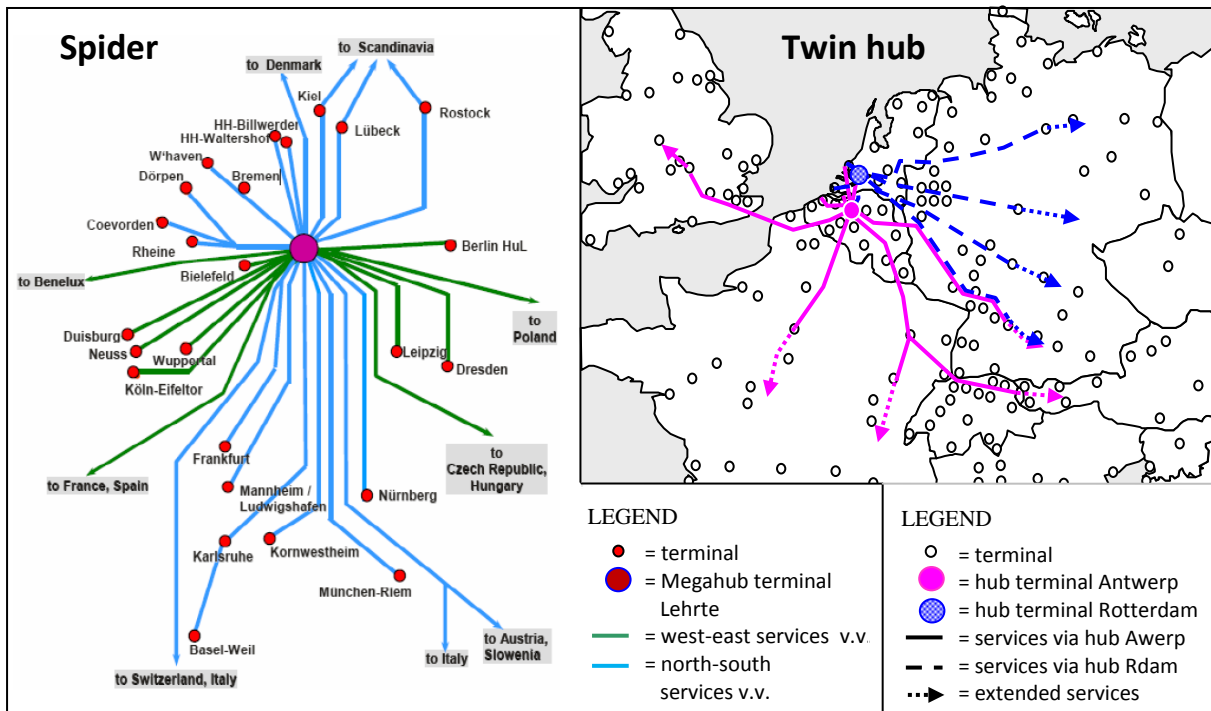 Spider
to Scandinavia
to Denmark
Kiel
Rostock
HH-Billwerder
Lübeck
HH-Waltershof
W'haven
Dörpen
Bremen
Coevorden
Rheine
Berlin HuL
Bielefeld
to Benelux
to
Poland
Duisburg
Neuss
Wuppertal
Leipzig
Dresden
Köln-Eifeltor
to
Czech Republic,
Hungary
Frankfurt
to France, Spain
Mannheim /
Ludwigshafen
Nürnberg
Karlsruhe
Kornwestheim
München-Riem
Basel-Weil
to Italy
to Austria,
Slowenia
to Switzerland, Italy
Twin hub
LEGEND
= terminal
= Megahub terminal
Lehrte
= west-east services v.v.
= north-south
services v.v.
LEGEND
= terminal
= hub terminal Antwerp
= hub terminal Rotterdam
= services via hub Awerp
= services via hub Rdam
= extended services